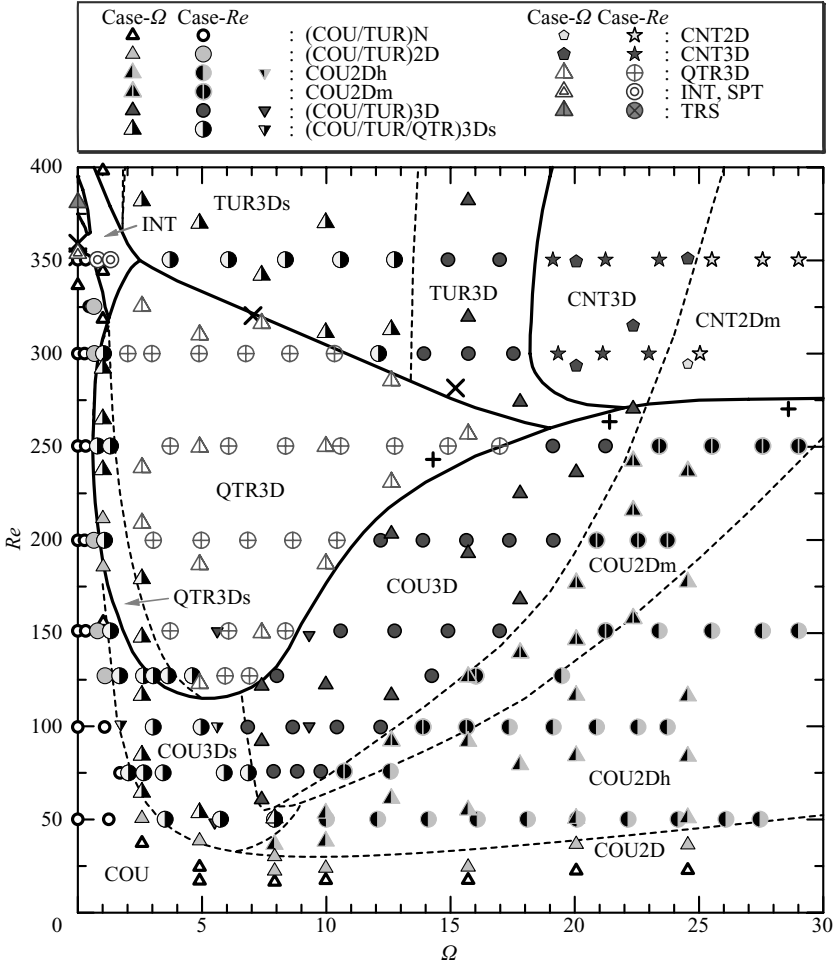 Case-Ω Case-Re
: (COU/TUR)N
: (COU/TUR)2D
: COU2Dh
: COU2Dm
: (COU/TUR)3D
: (COU/TUR/QTR)3Ds
Case-Ω Case-Re
: CNT2D
: CNT3D
: QTR3D
: INT, SPT
: TRS
400
350
300
250
200
150
100
50
0
Re
INT
TUR3Ds
TUR3D
CNT3D
CNT2Dm
QTR3D
QTR3Ds
COU3D
COU2Dm
COU3Ds
COU2Dh
COU2D
COU
5
10
15
20
25
30
Ω